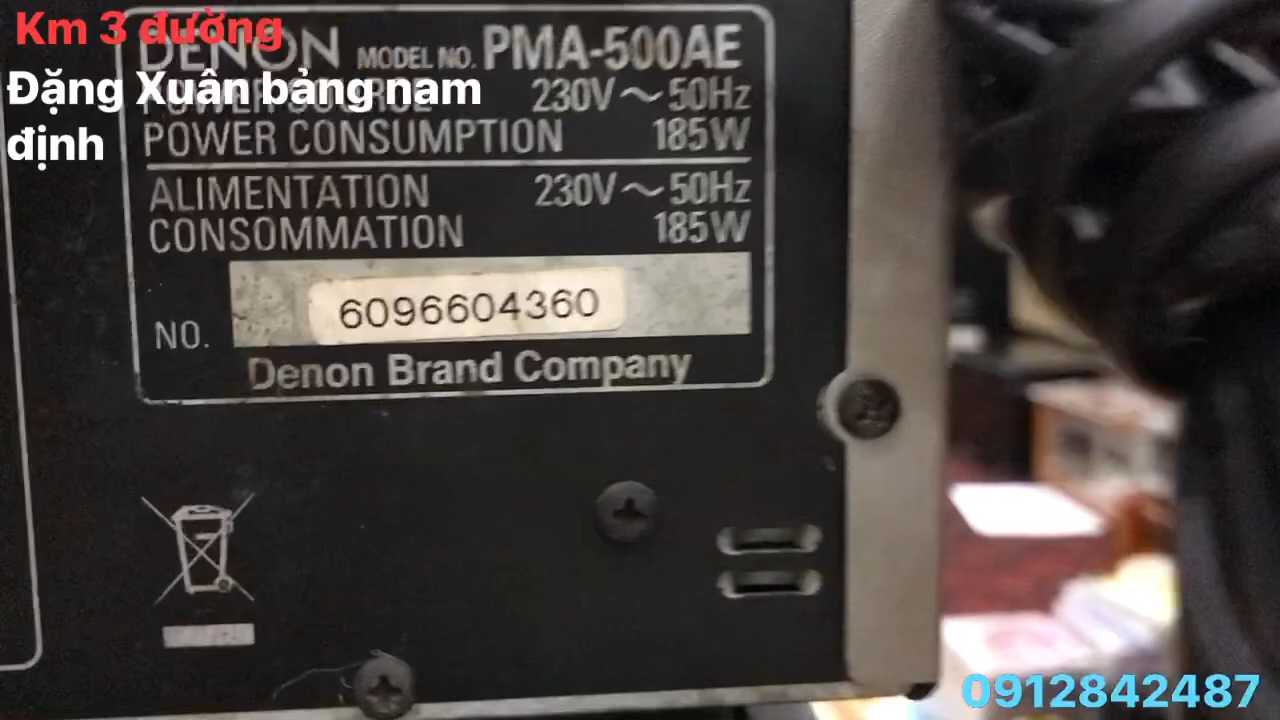 Km 3 đường
Đặng Xuân bảng nam
định
DENON MODEL NO. PMA-500AE
POWER SOURCE 230V～50Hz
POWER CONSUMPTION 185W
ALIMENTATION 230V～50Hz
CONSOMMATION 185W
NO. 6096604360
Denon Brand Company
0912842487